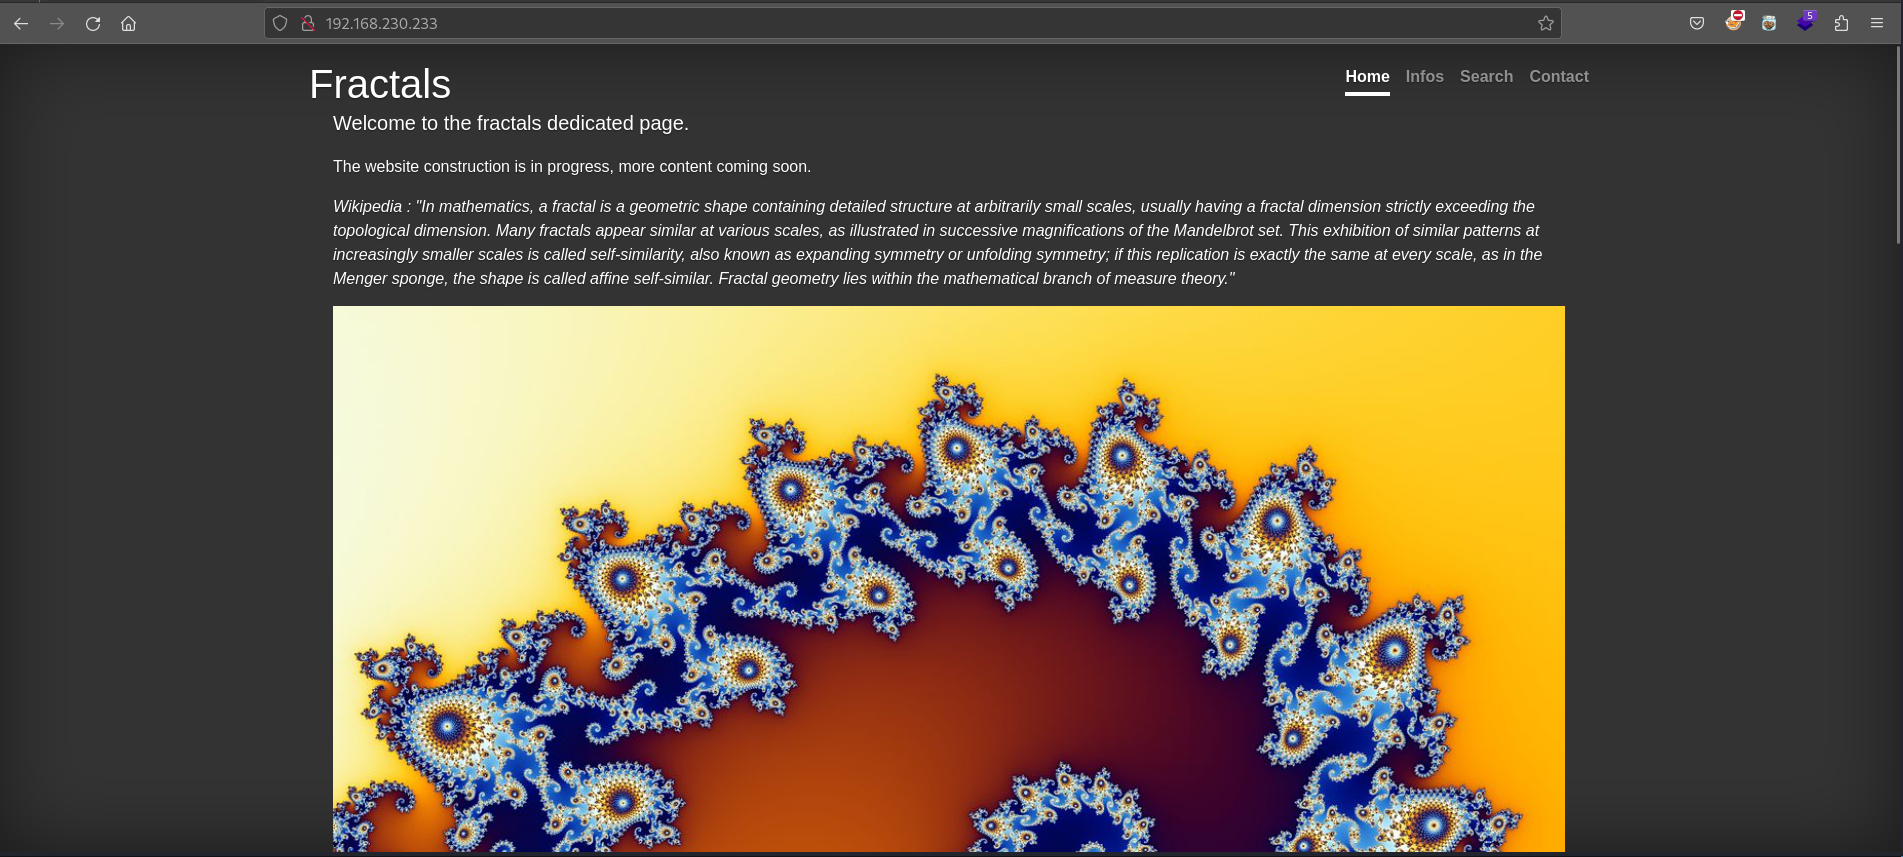 192.168.230.233
5
Fractals
Home Infos Search Contact
Welcome to the fractals dedicated page.
The website construction is in progress, more content coming soon.
Wikipedia : "In mathematics, a fractal is a geometric shape containing detailed structure at arbitrarily small scales, usually having a fractal dimension strictly exceeding the
topological dimension. Many fractals appear similar at various scales, as illustrated in successive magnifications of the Mandelbrot set. This exhibition of similar patterns at
increasingly smaller scales is called self-similarity, also known as expanding symmetry or unfolding symmetry; if this replication is exactly the same at every scale, as in the
Menger sponge, the shape is called affine self-similar. Fractal geometry lies within the mathematical branch of measure theory."